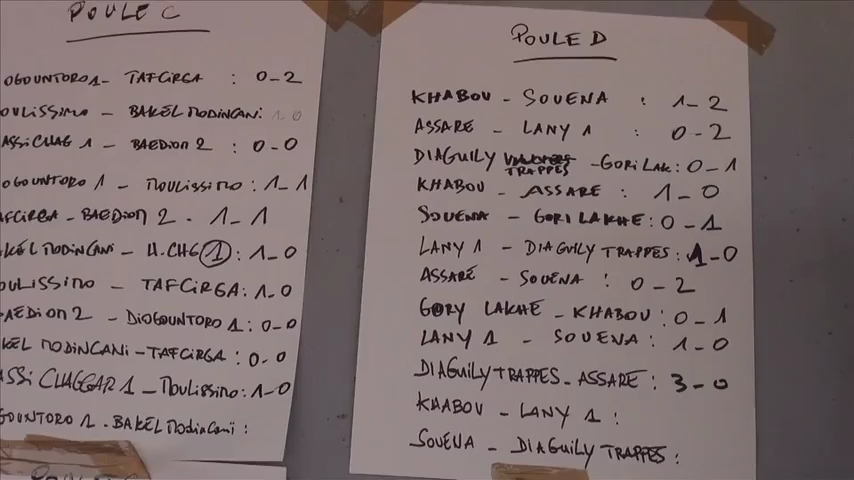 POULE C
OGOUNTORO 1 - TAFCIRGA : 0-2
OULISSIMO - BAKEL MODINCANI : 1-0
ASSI CHAG 1 - BAEDION 2 : 0-0
OGOUNTORO 1 - MOULISSIMO : 1-1
AFCIRGA - BAEDION 2 - 1-1
AKEL MODINCANI - H.CHG 1 : 1-0
OULISSIMO - TAFCIRGA : 1-0
AEDION 2 - DIOGOUNTORO 1 : 0-0
KEL MODINCANI - TAFCIRGA : 0-0
ASSI CHAGGAR 1 - MOULISSIMO : 1-0
GOUNTORO 1 - BAKEL MODINCANI :
POULE D
KHABOU - SOUENA : 1-2
ASSARE - LANY 1 : 0-2
DIAGUILY TRAPPES - GORI LAK : 0-1
KHABOU - ASSARE : 1-0
SOUENA - GORI LAKHE : 0-1
LANY 1 - DIAGUILY TRAPPES : 1-0
ASSARE - SOUENA : 0-2
GORY LAKHE - KHABOU : 0-1
LANY 1 - SOUENA : 1-0
DIAGUILY TRAPPES - ASSARE : 3-0
KHABOU - LANY 1 :
SOUENA - DIAGUILY TRAPPES :